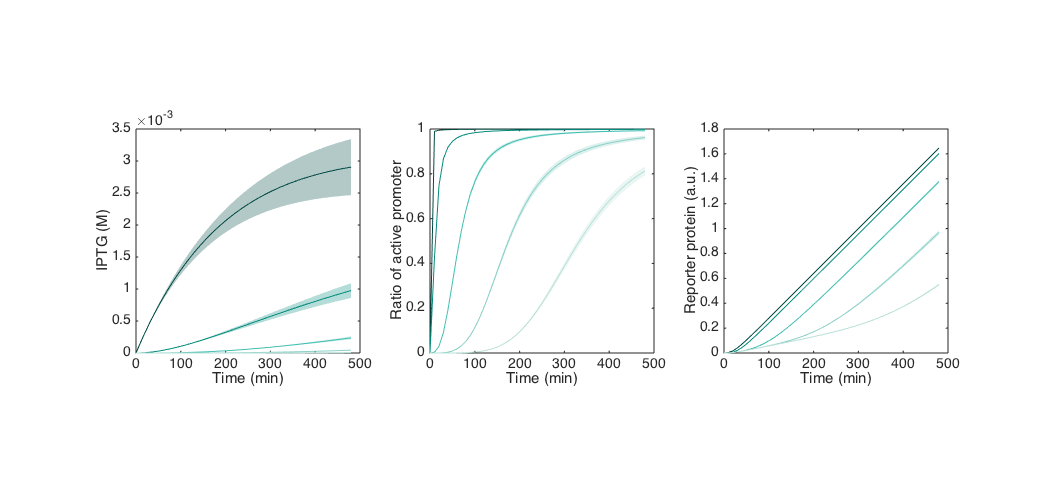 ×10-3
3.5
3
2.5
2
1.5
1
0.5
0
IPTG (M)
0 100 200 300 400 500
Time (min)
1
0.8
0.6
0.4
0.2
0
Ratio of active promoter
0 100 200 300 400 500
Time (min)
1.8
1.6
1.4
1.2
1
0.8
0.6
0.4
0.2
0
Reporter protein (a.u.)
0 100 200 300 400 500
Time (min)